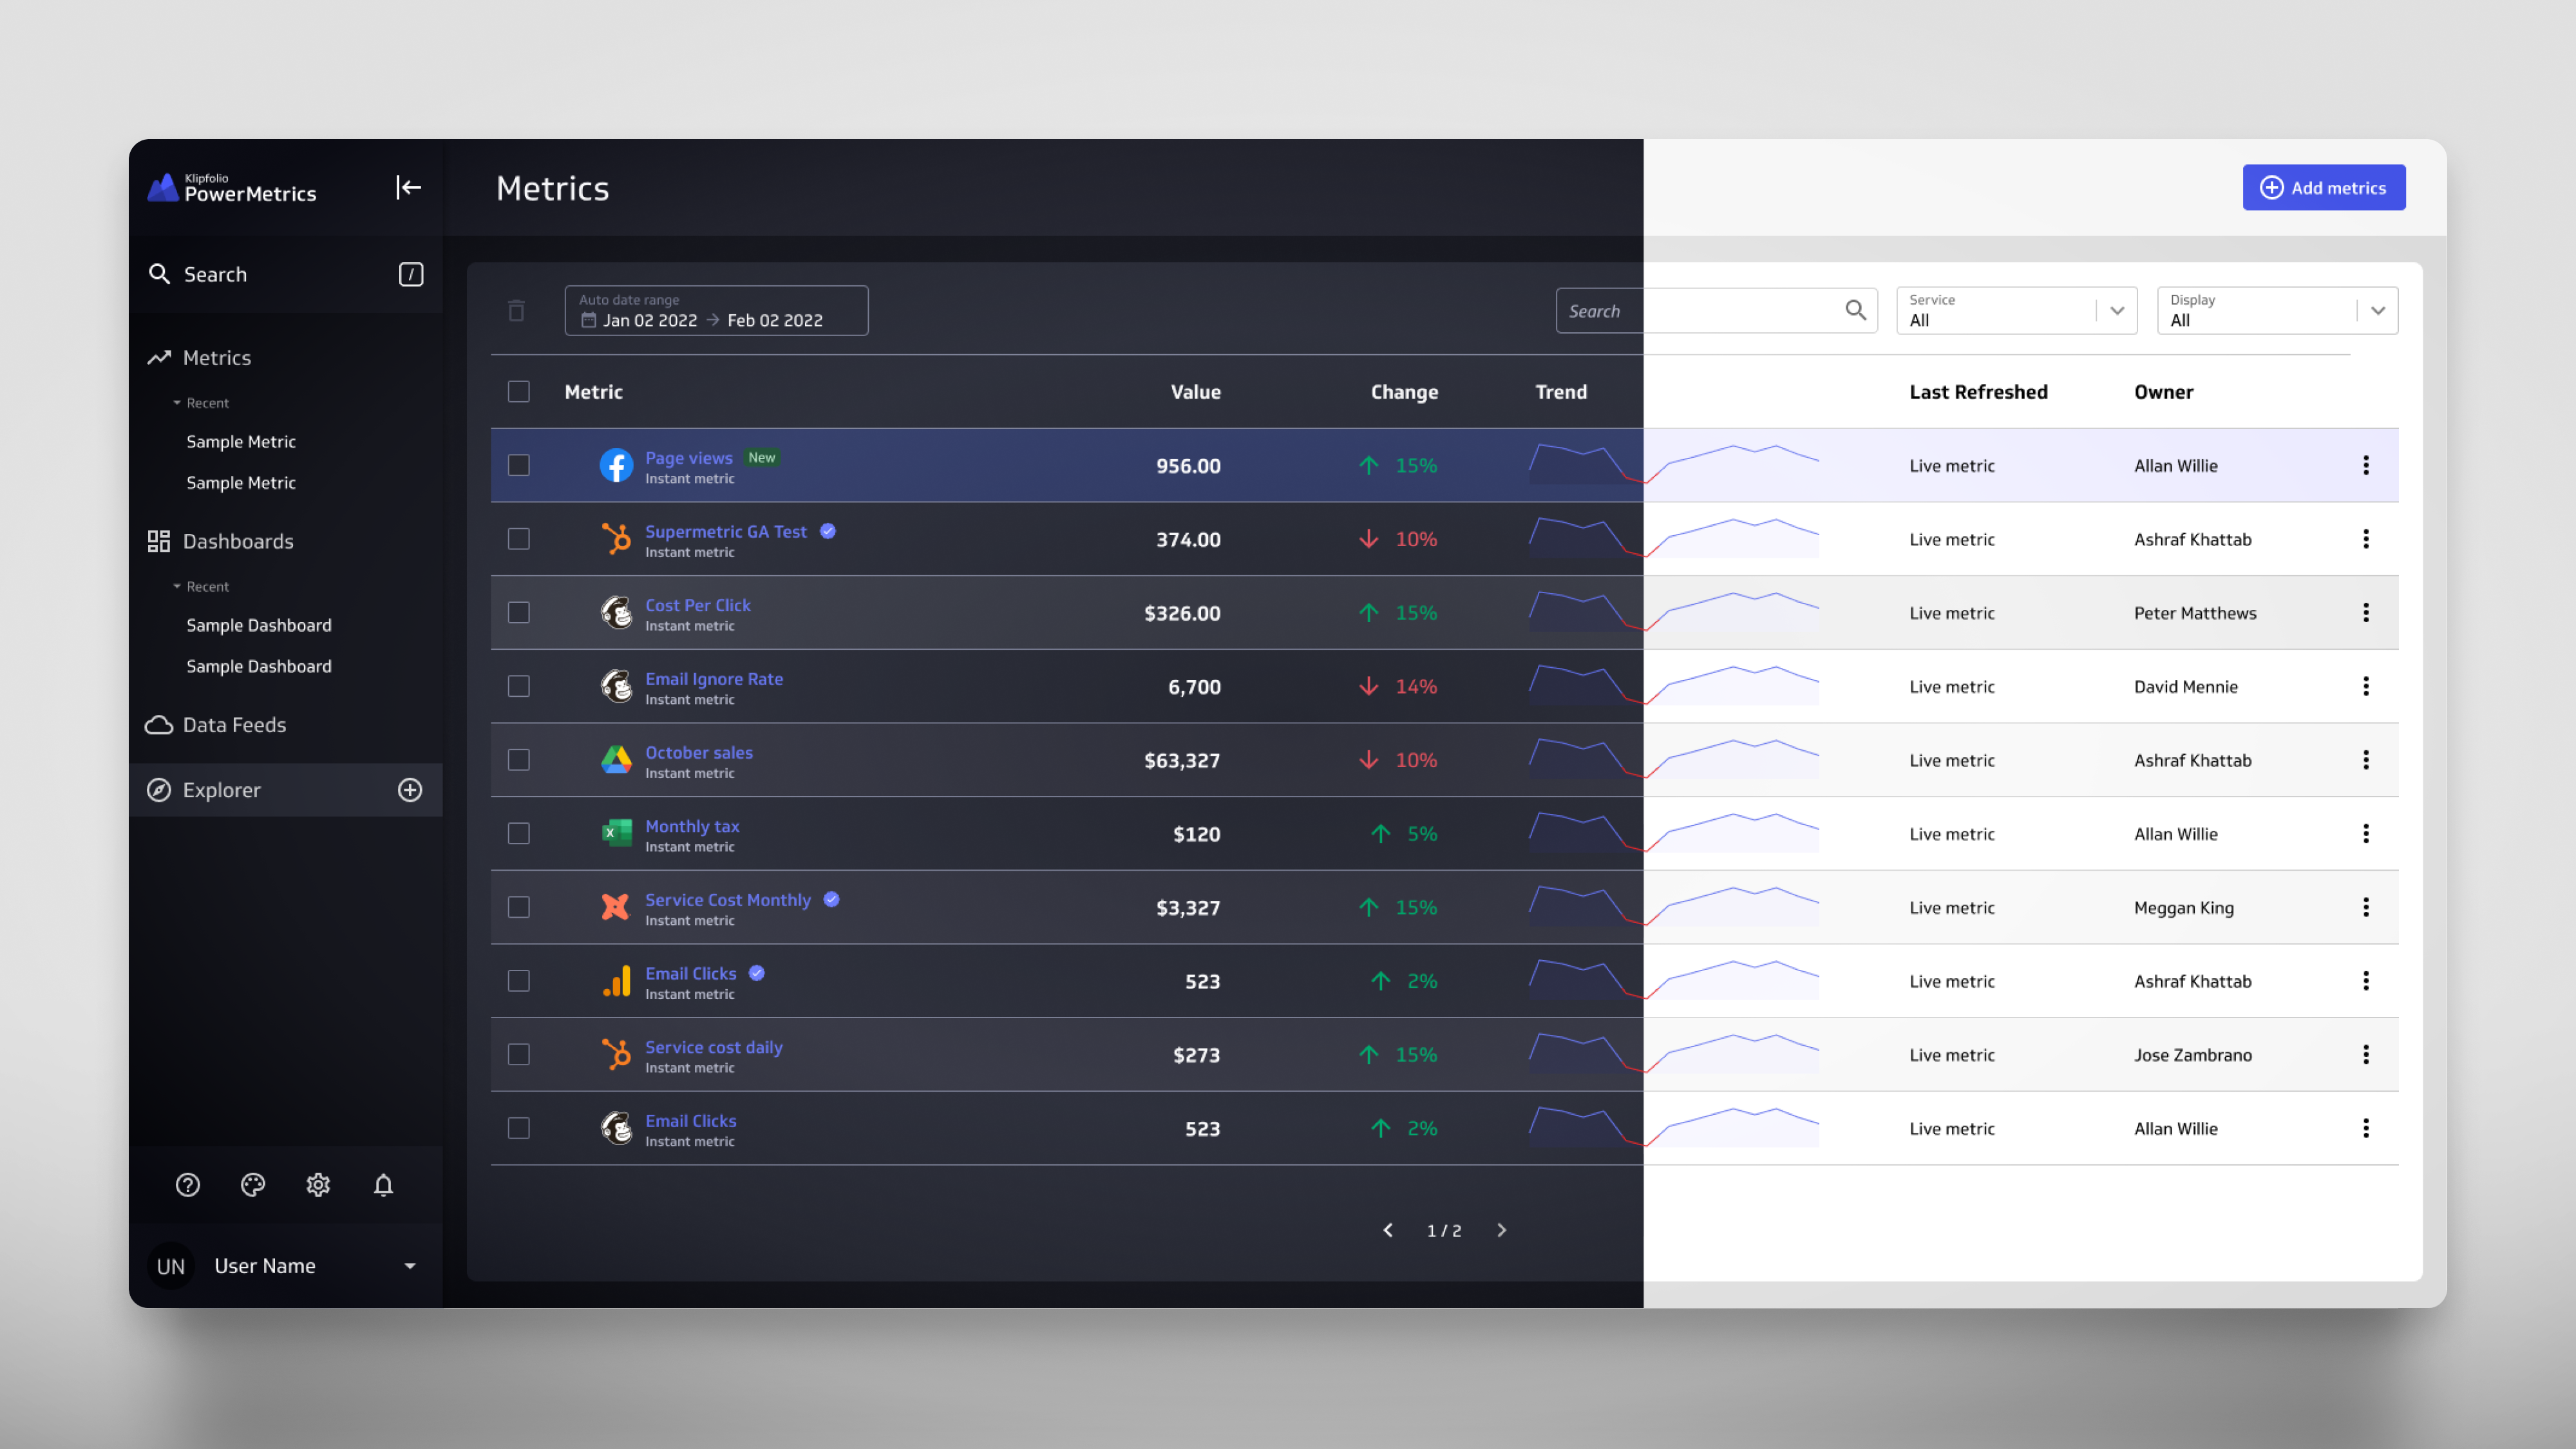 Klipfolio
PowerMetrics
Search
/
Metrics
Recent
Sample Metric
Sample Metric
Dashboards
Recent
Sample Dashboard
Sample Dashboard
Data Feeds
Explorer
UN User Name
Metrics
Add metrics
Auto date range
Jan 02 2022 → Feb 02 2022
Search
Service
All
Display
All
Metric Value Change Trend Last Refreshed Owner
Page views New
Instant metric
956.00 ↑ 15% Live metric Allan Willie
Supermetric GA Test
Instant metric
374.00 ↓ 10% Live metric Ashraf Khattab
Cost Per Click
Instant metric
$326.00 ↑ 15% Live metric Peter Matthews
Email Ignore Rate
Instant metric
6,700 ↓ 14% Live metric David Mennie
October sales
Instant metric
$63,327 ↓ 10% Live metric Ashraf Khattab
X
Monthly tax
Instant metric
$120 ↑ 5% Live metric Allan Willie
Service Cost Monthly
Instant metric
$3,327 ↑ 15% Live metric Meggan King
Email Clicks
Instant metric
523 ↑ 2% Live metric Ashraf Khattab
Service cost daily
Instant metric
$273 ↑ 15% Live metric Jose Zambrano
Email Clicks
Instant metric
523 ↑ 2% Live metric Allan Willie
1 / 2